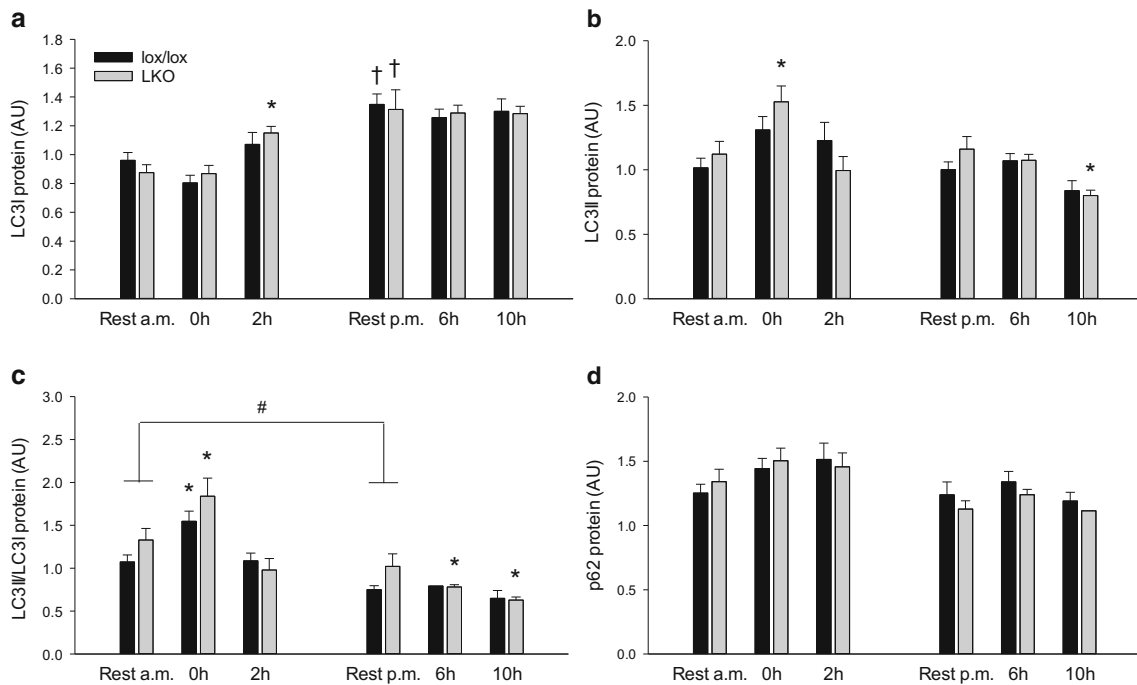 a
lox/lox
LKO
LC3I protein (AU)
1.8
1.6
1.4
1.2
1.0
0.8
0.6
0.4
0.2
0.0
† †
*
Rest a.m. 0h 2h Rest p.m. 6h 10h
b
LC3II protein (AU)
2.0
1.5
1.0
0.5
0.0
*
*
Rest a.m. 0h 2h Rest p.m. 6h 10h
c
LC3II/LC3I protein (AU)
3.0
2.5
2.0
1.5
1.0
0.5
0.0
#
* *
* *
Rest a.m. 0h 2h Rest p.m. 6h 10h
d
p62 protein (AU)
2.0
1.5
1.0
0.5
0.0
Rest a.m. 0h 2h Rest p.m. 6h 10h